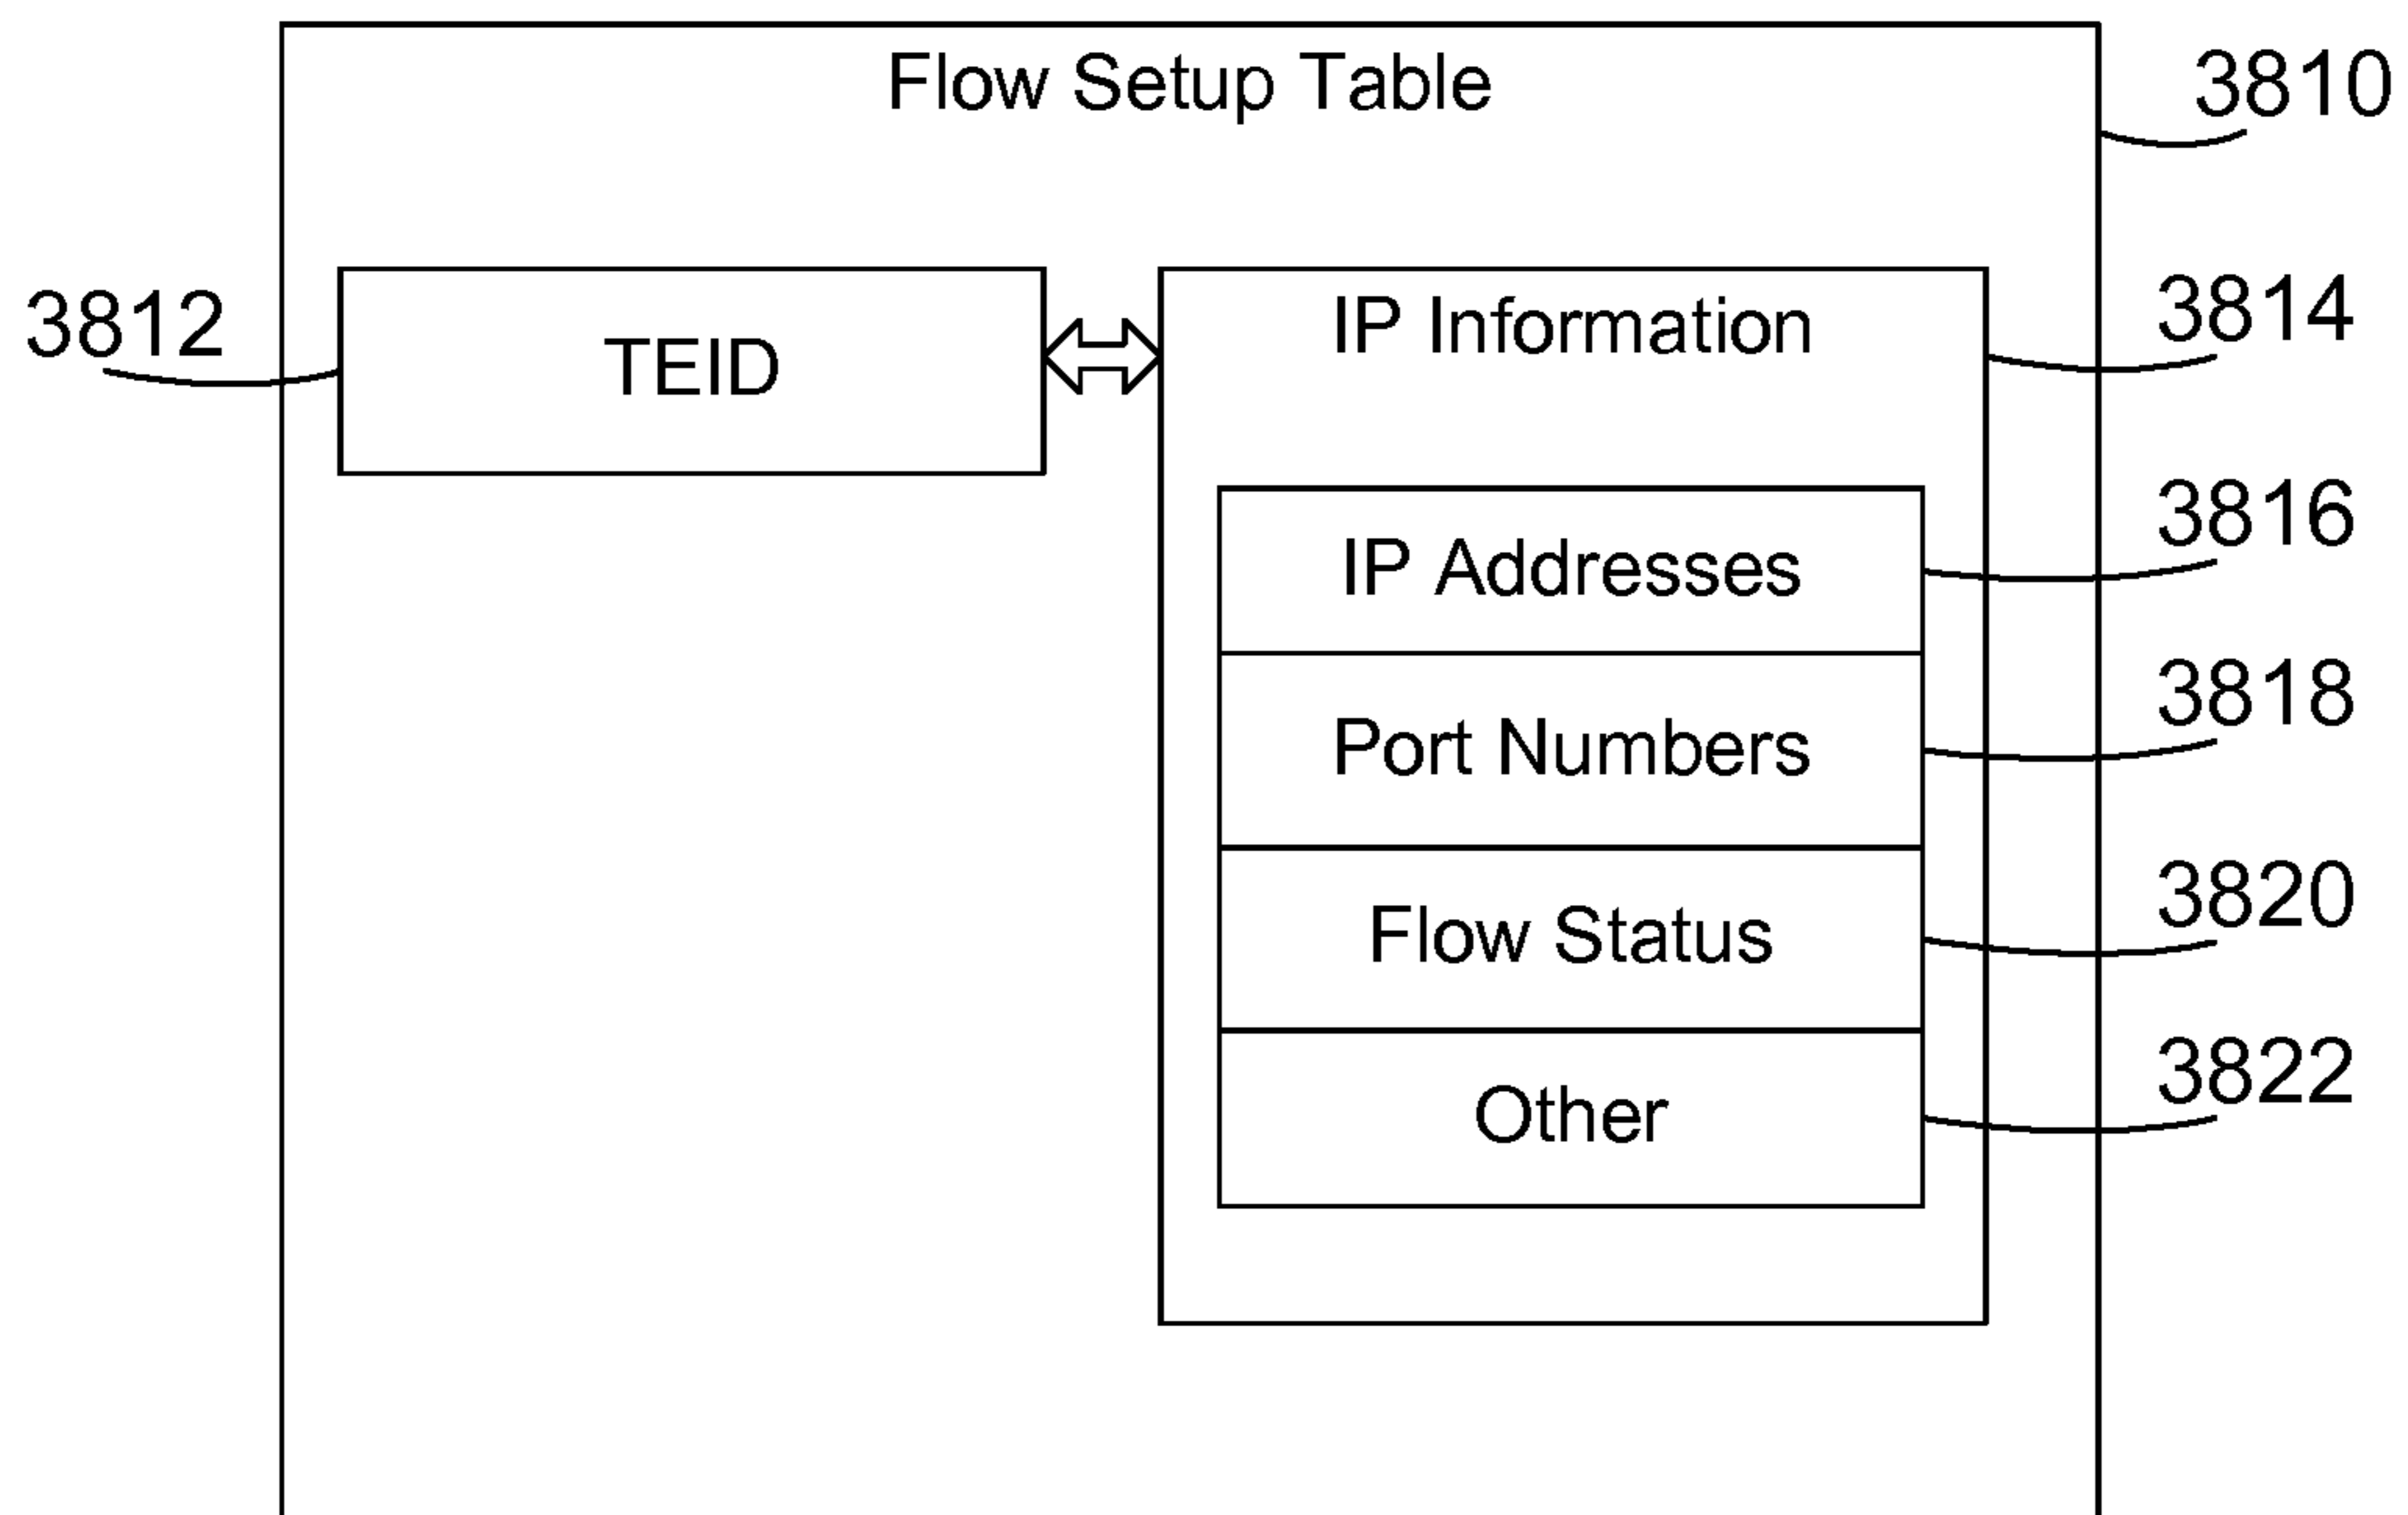 Flow Setup Table
3810
3812
TEID
IP Information
3814
IP Addresses
3816
Port Numbers
3818
Flow Status
3820
Other
3822